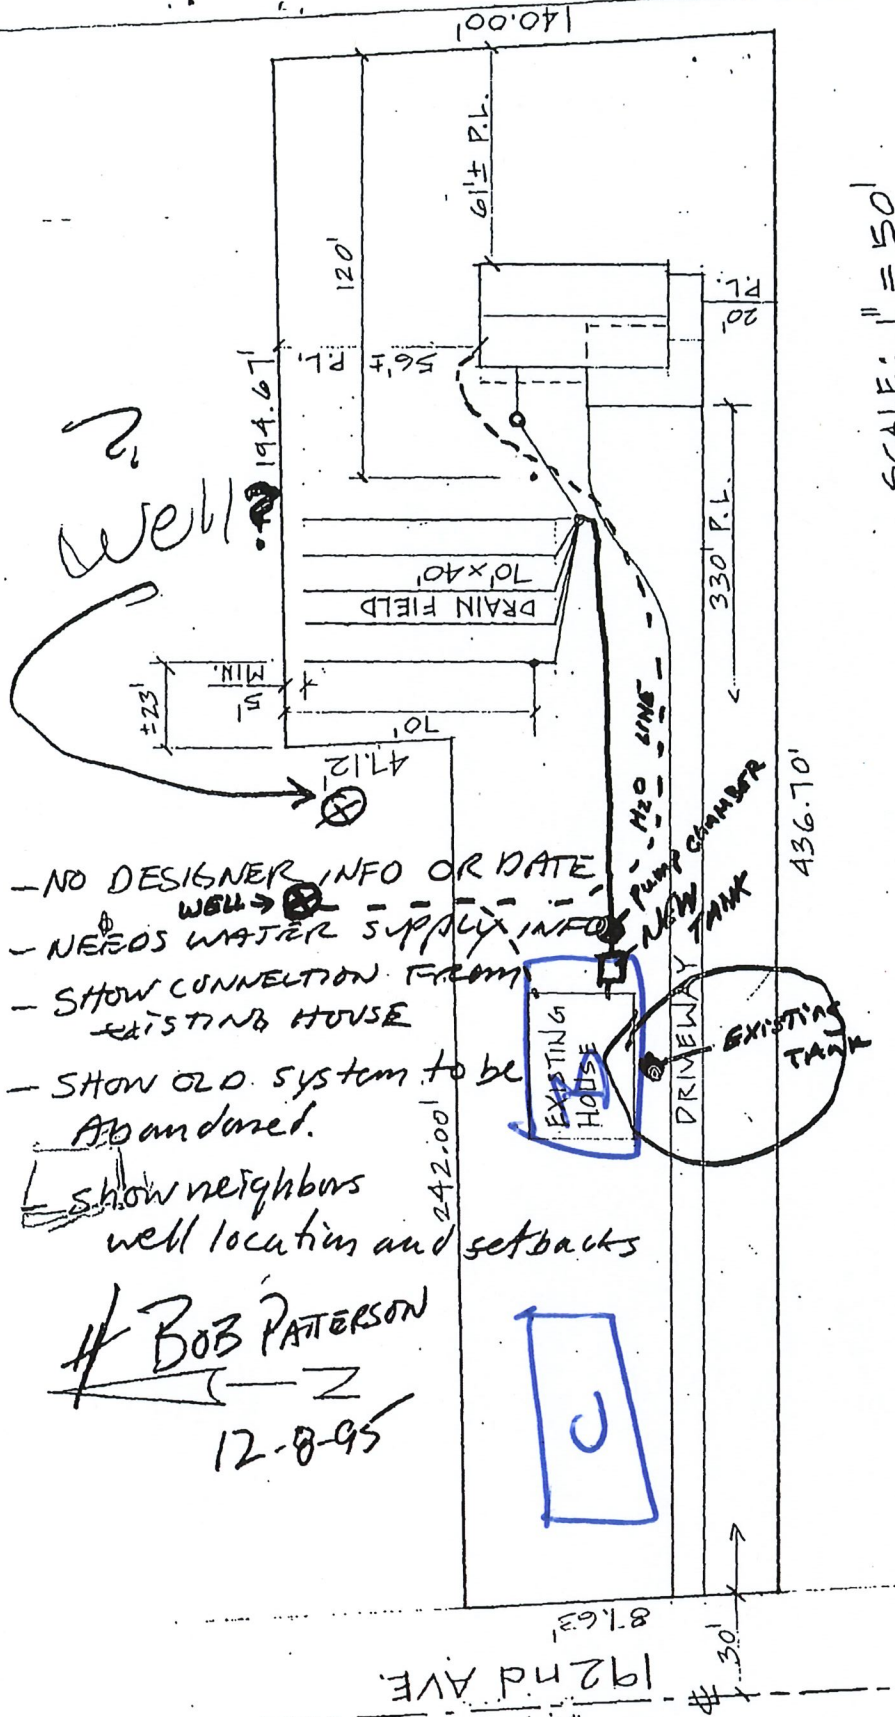 140.00'
61'± P.L.
120'
SCALE: 1" = 50'
P.L.
20'
56'± P.L.
194.67'
?
Well?
330' P.L.
70' x 40'
DRAIN FIELD
5' MIN.
±23'
70'
47.12'
H2O LINE
436.70'
PUMP CHAMBER
NEW TANK
- NO DESIGNER INFO OR DATE
WELL →
- NEEDS WATER SUPPLY INFO
- SHOW CONNECTION FROM
EXISTING HOUSE
- SHOW OLD system to be
Abandoned.
- show neighbors
well location and setbacks
EXISTING
HOUSE
DRIVEWAY
EXISTING
TANK
242.00'
BOB PATTERSON
N
12-8-95
C
87.63'
30'
192nd AVE.